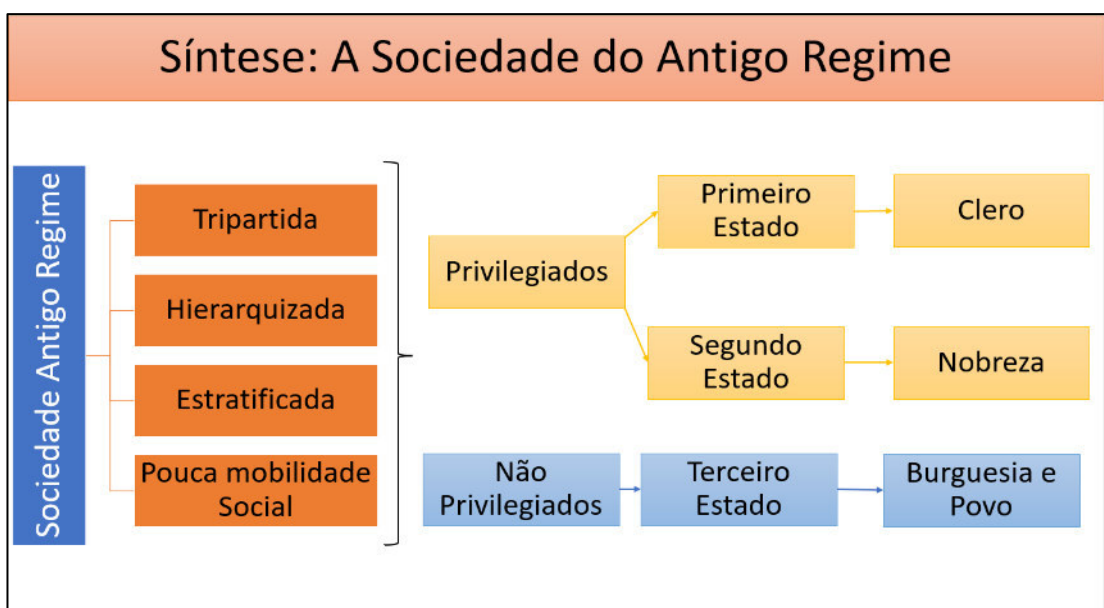 Síntese: A Sociedade do Antigo Regime
Sociedade Antigo Regime
Tripartida
Hierarquizada
Estratificada
Pouca mobilidade
Social
Privilegiados
Primeiro
Estado
Clero
Segundo
Estado
Nobreza
Não
Privilegiados
Terceiro
Estado
Burguesia e
Povo